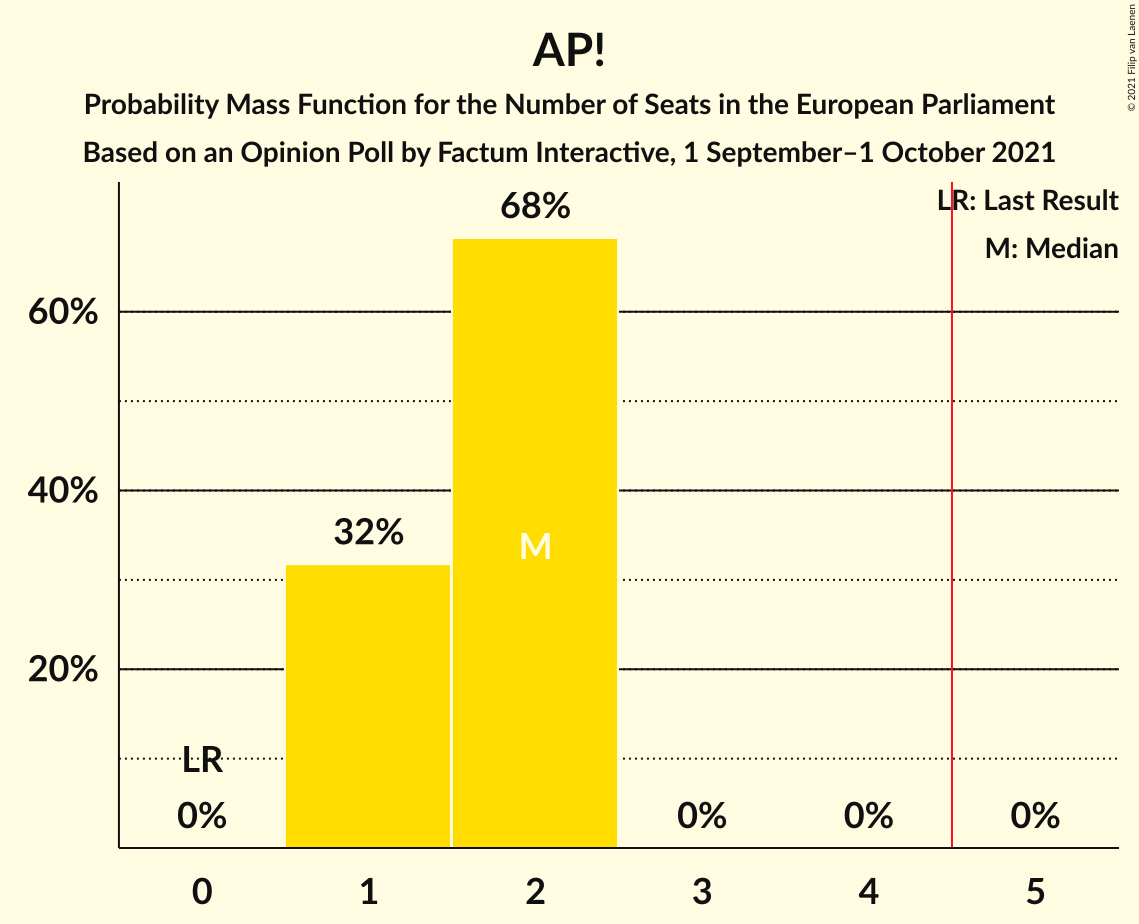 AP!
Probability Mass Function for the Number of Seats in the European Parliament
Based on an Opinion Poll by Factum Interactive, 1 September–1 October 2021
© 2021 Filip van Laenen
LR: Last Result
M: Median
68%
60%
40%
32%
M
20%
LR
0%
0%
0%
0%
0
1
2
3
4
5